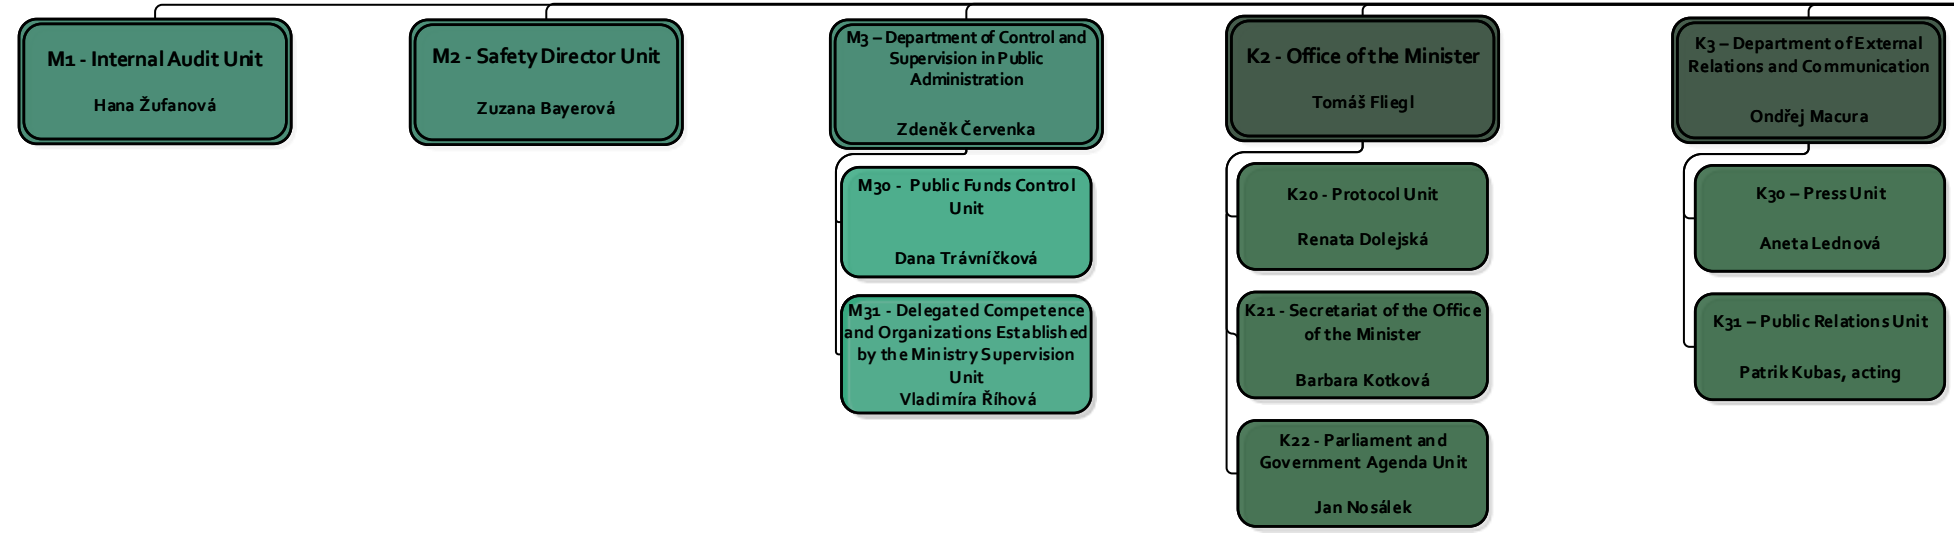 M1 - Internal Audit Unit
Hana Žufanová
M2 - Safety Director Unit
Zuzana Bayerová
M3 – Department of Control and
Supervision in Public
Administration
Zdeněk Červenka
M30 - Public Funds Control
Unit
Dana Trávníčková
M31 - Delegated Competence
and Organizations Established
by the Ministry Supervision
Unit
Vladimíra Říhová
K2 - Office of the Minister
Tomáš Fliegl
K20 - Protocol Unit
Renata Dolejská
K21 - Secretariat of the Office
of the Minister
Barbara Kotková
K22 - Parliament and
Government Agenda Unit
Jan Nosálek
K3 – Department of External
Relations and Communication
Ondřej Macura
K30 – Press Unit
Aneta Lednová
K31 – Public Relations Unit
Patrik Kubas, acting